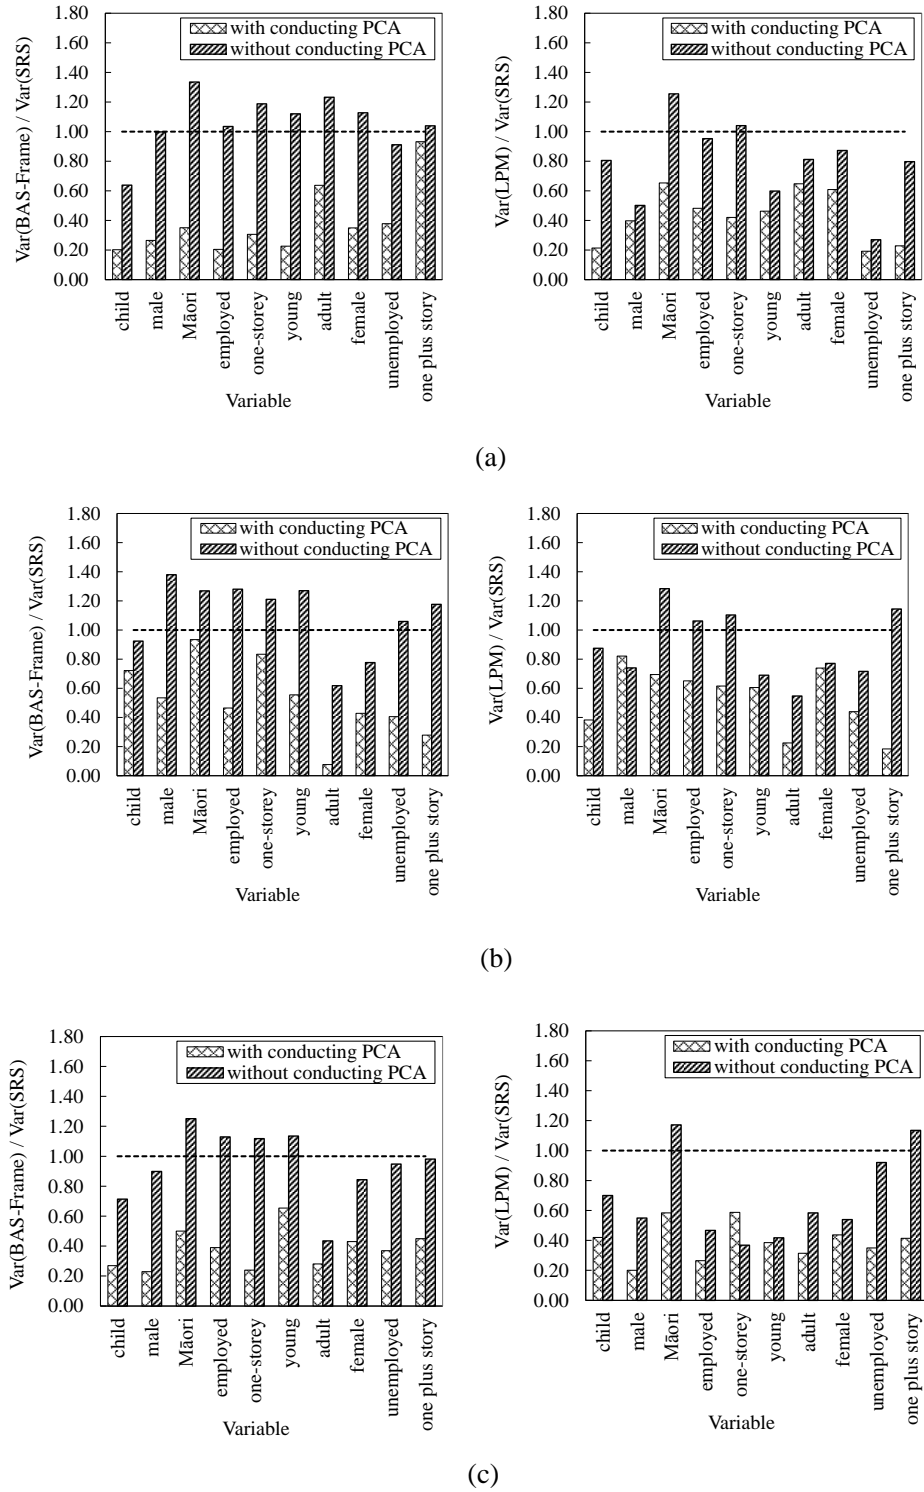 1.80
1.60
1.40
1.20
1.00
0.80
0.60
0.40
0.20
0.00
Var(BAS-Frame) / Var(SRS)
with conducting PCA
without conducting PCA
child
male
Māori
employed
one-storey
young
adult
female
unemployed
one plus story
Variable
1.80
1.60
1.40
1.20
1.00
0.80
0.60
0.40
0.20
0.00
Var(LPM) / Var(SRS)
with conducting PCA
without conducting PCA
child
male
Māori
employed
one-storey
young
adult
female
unemployed
one plus story
Variable
(a)
1.80
1.60
1.40
1.20
1.00
0.80
0.60
0.40
0.20
0.00
Var(BAS-Frame) / Var(SRS)
with conducting PCA
without conducting PCA
child
male
Māori
employed
one-storey
young
adult
female
unemployed
one plus story
Variable
1.80
1.60
1.40
1.20
1.00
0.80
0.60
0.40
0.20
0.00
Var(LPM) / Var(SRS)
with conducting PCA
without conducting PCA
child
male
Māori
employed
one-storey
young
adult
female
unemployed
one plus story
Variable
(b)
1.80
1.60
1.40
1.20
1.00
0.80
0.60
0.40
0.20
0.00
Var(BAS-Frame) / Var(SRS)
with conducting PCA
without conducting PCA
child
male
Māori
employed
one-storey
young
adult
female
unemployed
one plus story
Variable
1.80
1.60
1.40
1.20
1.00
0.80
0.60
0.40
0.20
0.00
Var(LPM) / Var(SRS)
with conducting PCA
without conducting PCA
child
male
Māori
employed
one-storey
young
adult
female
unemployed
one plus story
Variable
(c)